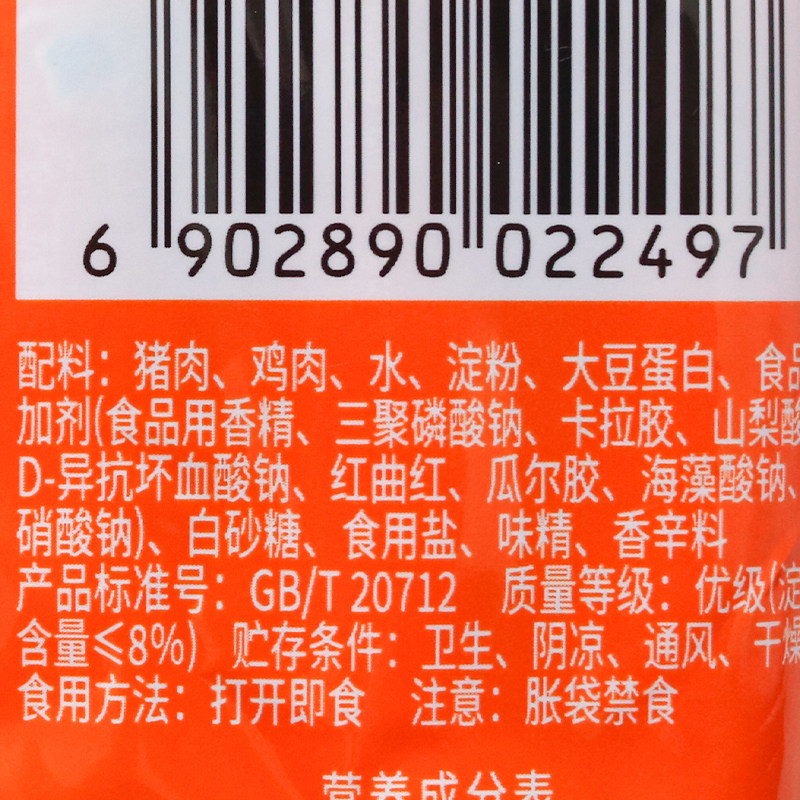 6 902890 022497
配料：猪肉、鸡肉、水、淀粉、大豆蛋白、食品
加剂(食品用香精、三聚磷酸钠、卡拉胶、山梨酸
D-异抗坏血酸钠、红曲红、瓜尔胶、海藻酸钠、
硝酸钠)、白砂糖、食用盐、味精、香辛料
产品标准号：GB/T 20712 质量等级：优级(淀
含量≤8%) 贮存条件：卫生、阴凉、通风、干燥
食用方法：打开即食 注意：胀袋禁食
营养成分表